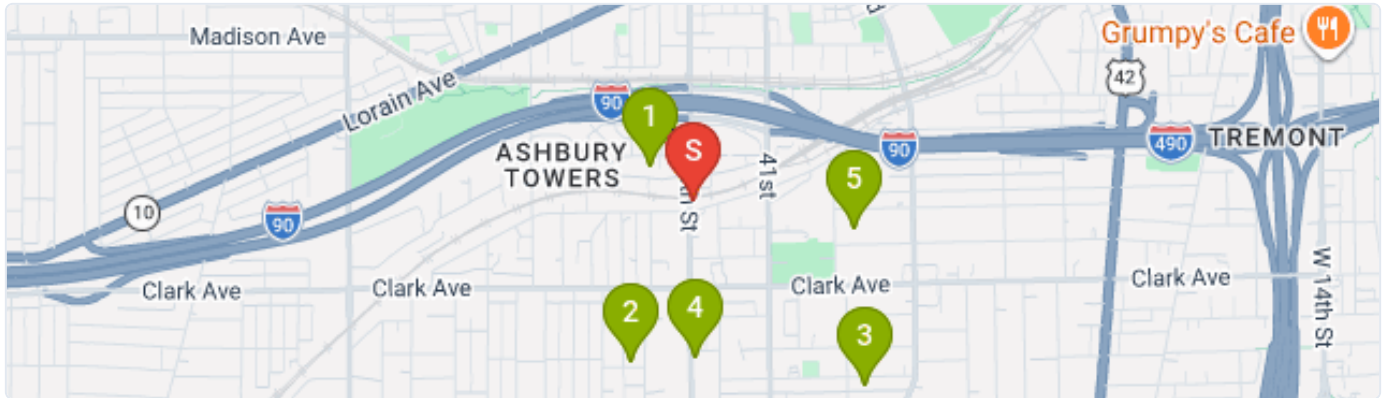 Madison Ave
Grumpy's Cafe
42
Lorain Ave
90
1
S
90
490
TREMONT
ASHBURY
TOWERS
41st
5
10
90
h St
Clark Ave
Clark Ave
Clark Ave
Clark Ave
W 14th St
2
4
3